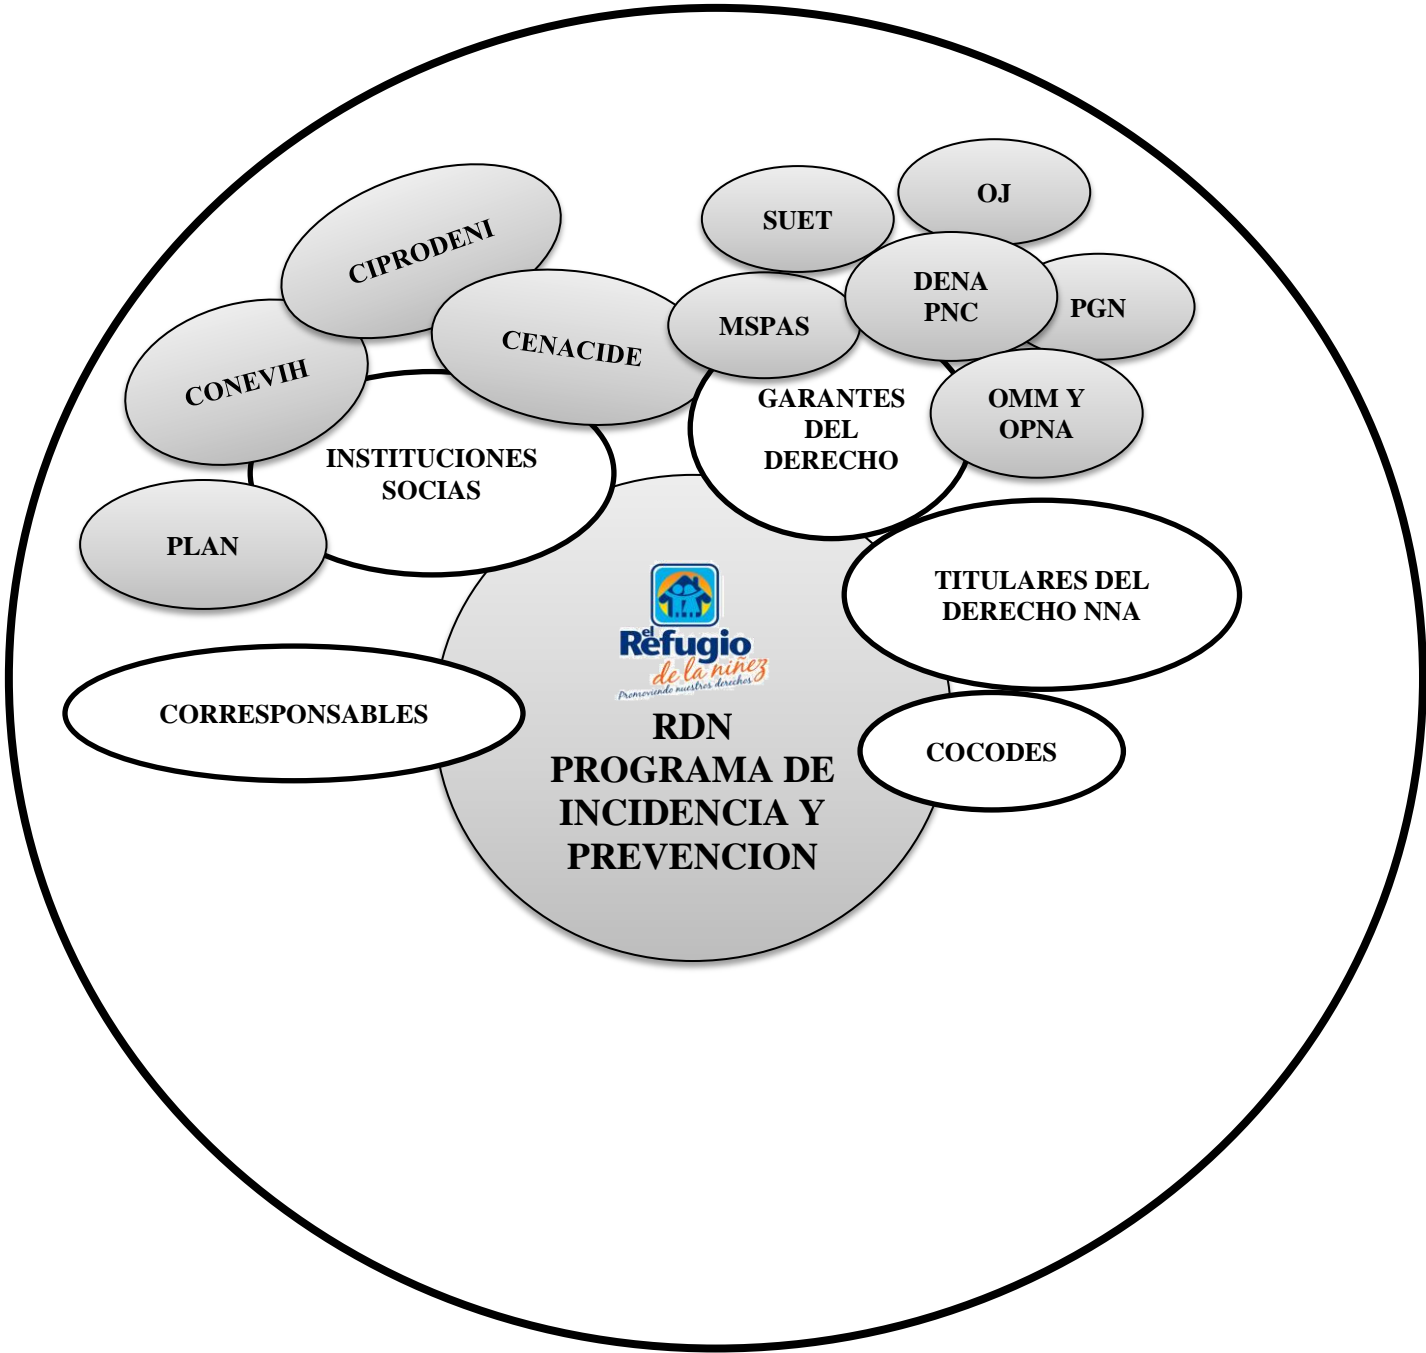 OJ
SUET
CIPRODENI
DENA
PNC
PGN
MSPAS
CENACIDE
CONEVIH
GARANTES
DEL
DERECHO
OMM Y
OPNA
INSTITUCIONES
SOCIAS
PLAN
TITULARES DEL
DERECHO NNA
el
Refugio
de la niñez
Promoviendo nuestros derechos
CORRESPONSABLES
RDN
PROGRAMA DE
INCIDENCIA Y
PREVENCION
COCODES